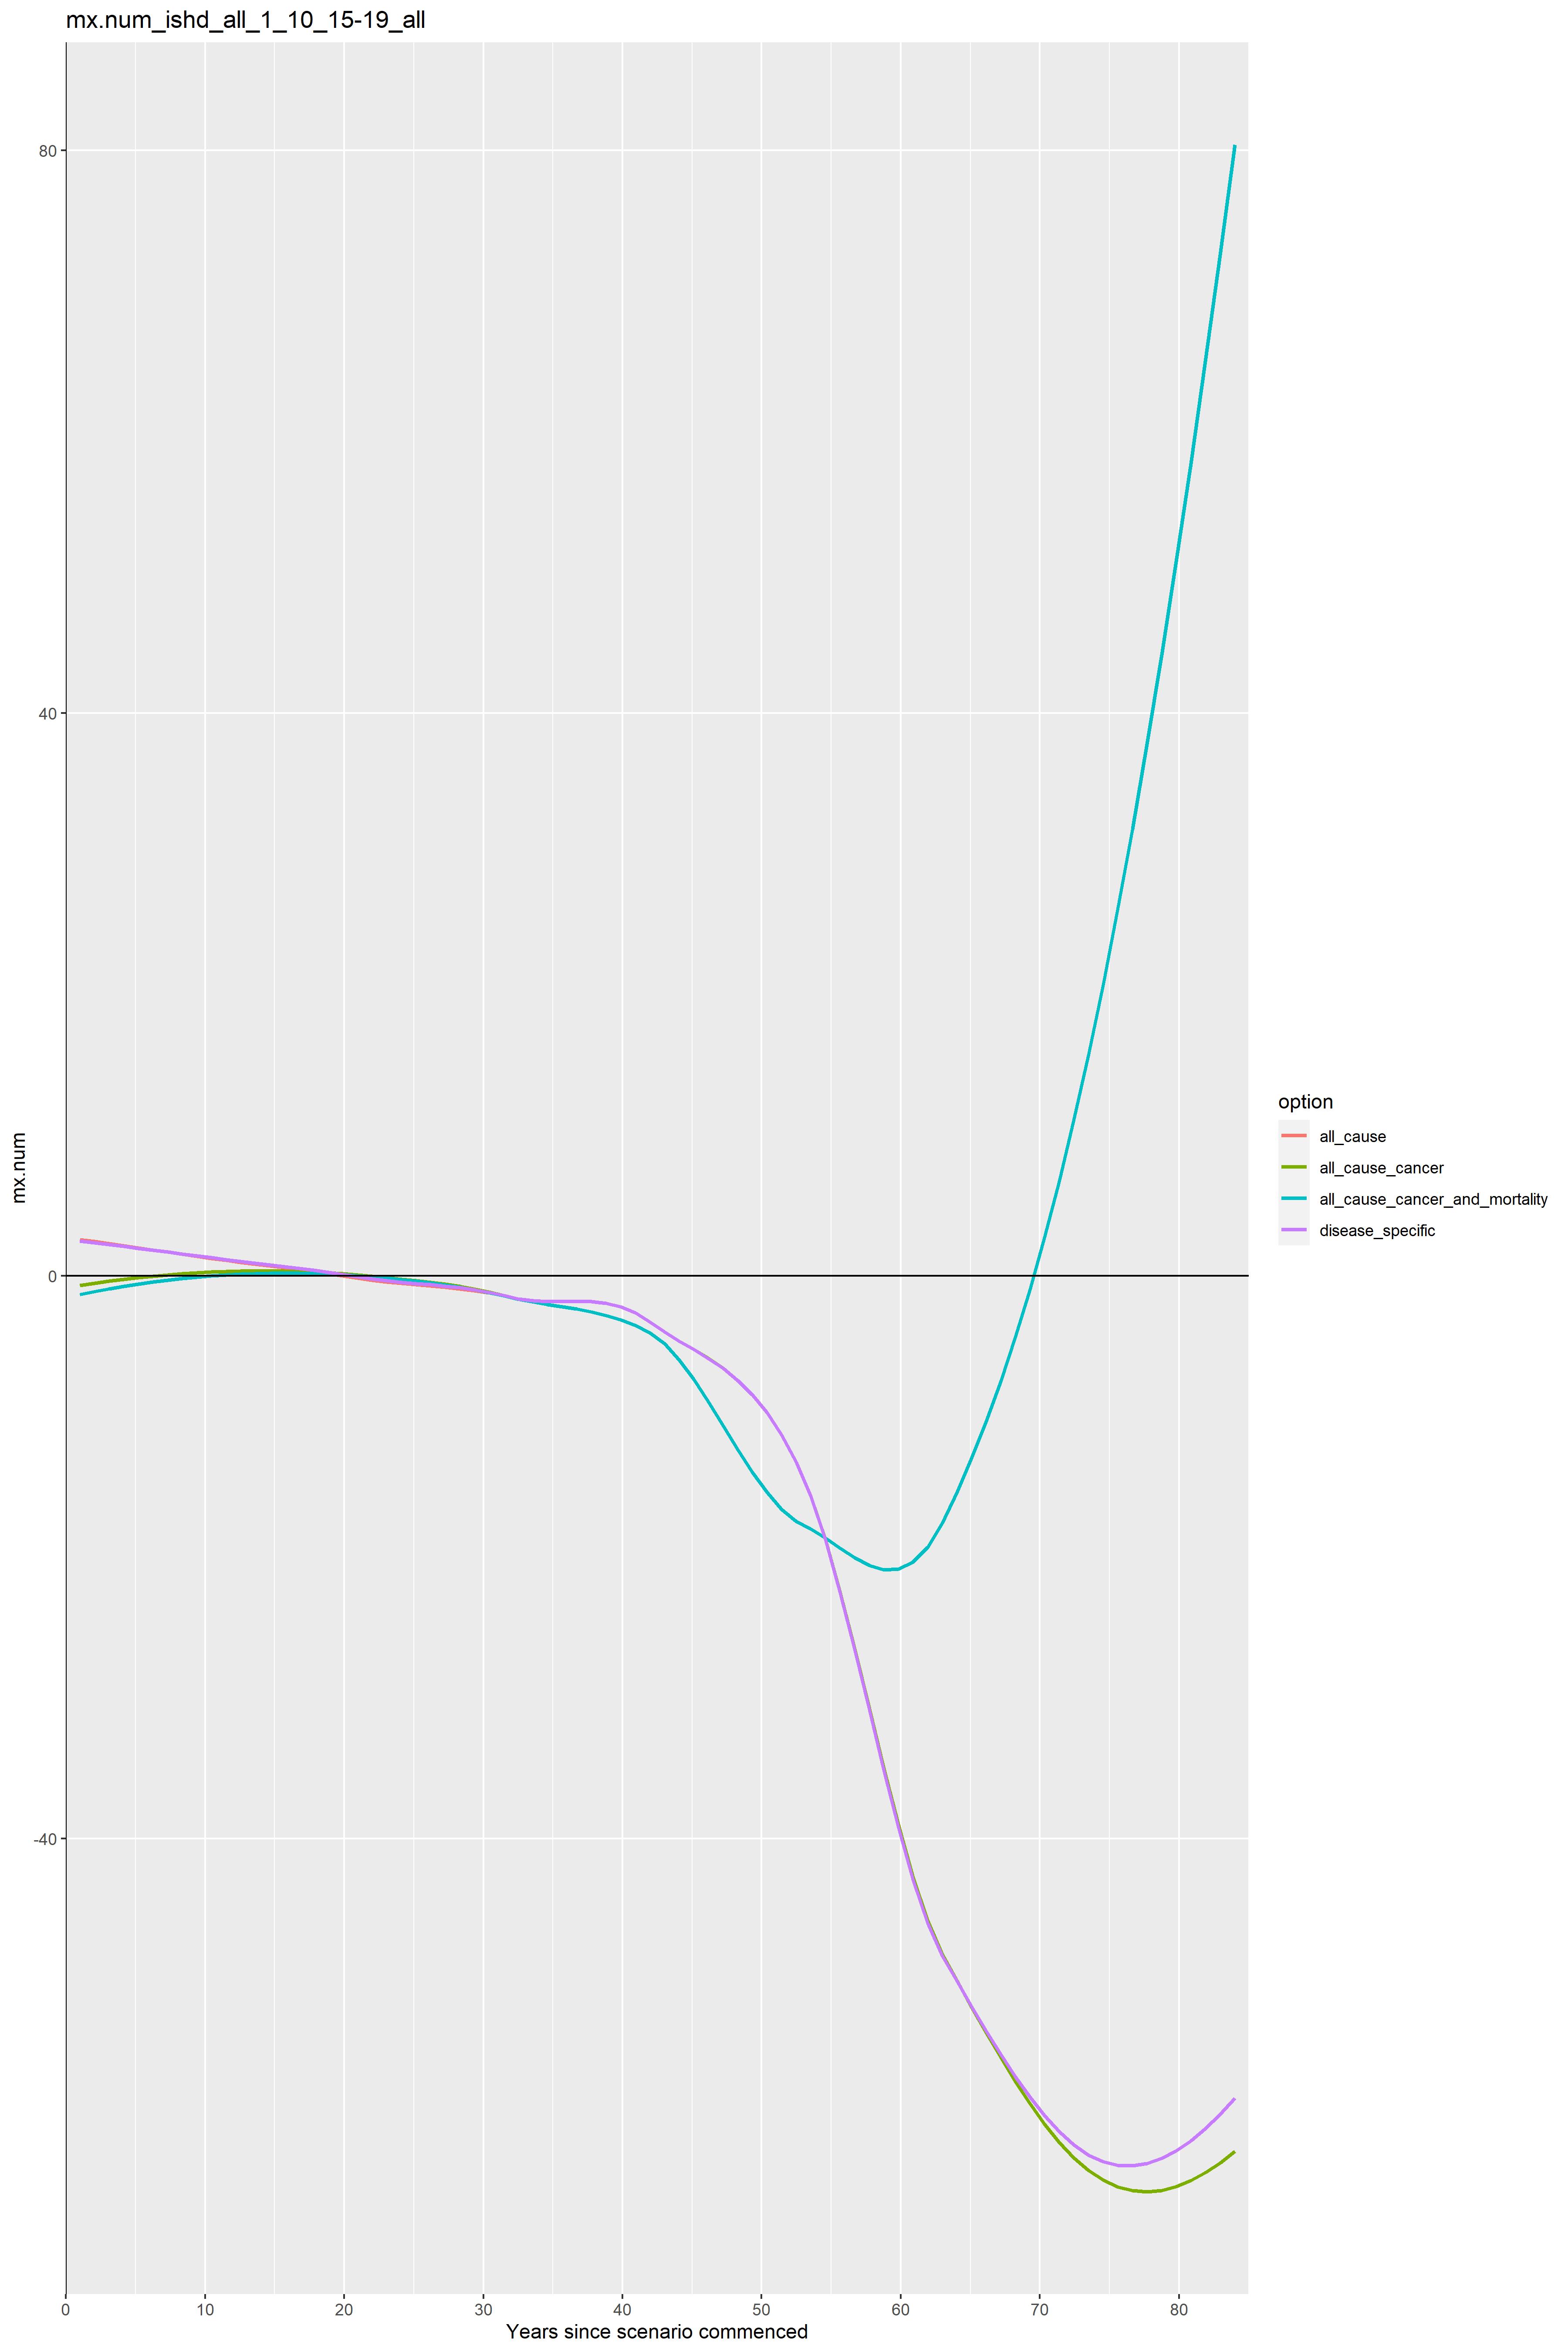 mx.num_ishd_all_1_10_15-19_all
80
40
0
-40
mx.num
0 10 20 30 40 50 60 70 80
Years since scenario commenced
option
all_cause
all_cause_cancer
all_cause_cancer_and_mortality
disease_specific